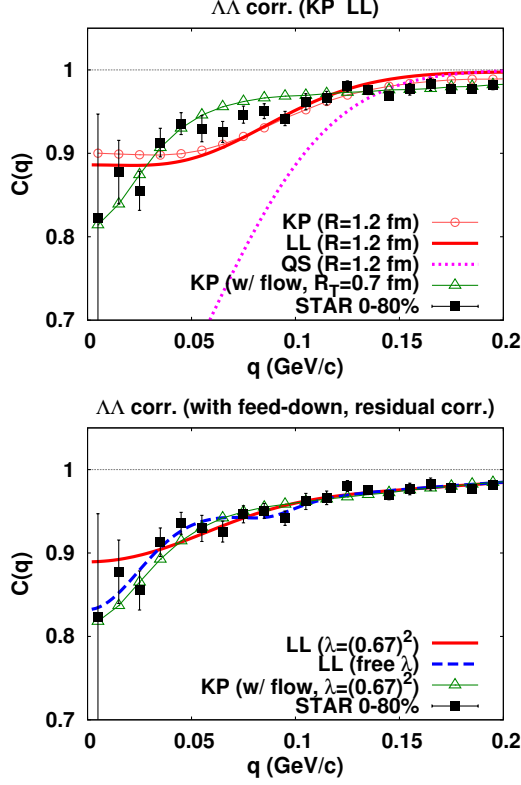 ΛΛ corr. (KP LL)
1
0.9
0.8
0.7
C(q)
KP (R=1.2 fm)
LL (R=1.2 fm)
QS (R=1.2 fm)
KP (w/ flow, R_T=0.7 fm)
STAR 0-80%
0 0.05 0.1 0.15 0.2
q (GeV/c)
ΛΛ corr. (with feed-down, residual corr.)
1
0.9
0.8
0.7
C(q)
LL (λ=(0.67)²)
LL (free λ)
KP (w/ flow, λ=(0.67)²)
STAR 0-80%
0 0.05 0.1 0.15 0.2
q (GeV/c)